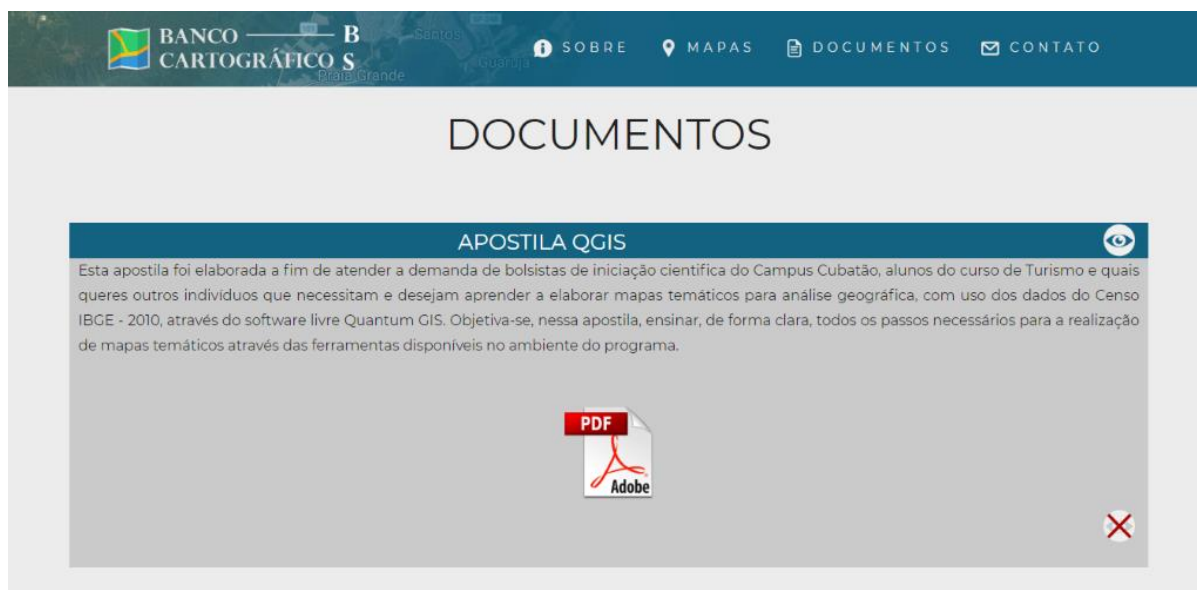 BANCO B
CARTOGRÁFICO S
Santos
Guarujá
Praia Grande
SOBRE MAPAS DOCUMENTOS CONTATO
DOCUMENTOS
APOSTILA QGIS
Esta apostila foi elaborada a fim de atender a demanda de bolsistas de iniciação cientifica do Campus Cubatão, alunos do curso de Turismo e quais
queres outros indivíduos que necessitam e desejam aprender a elaborar mapas temáticos para análise geográfica, com uso dos dados do Censo
IBGE - 2010, através do software livre Quantum GIS. Objetiva-se, nessa apostila, ensinar, de forma clara, todos os passos necessários para a realização
de mapas temáticos através das ferramentas disponíveis no ambiente do programa.
PDF
Adobe